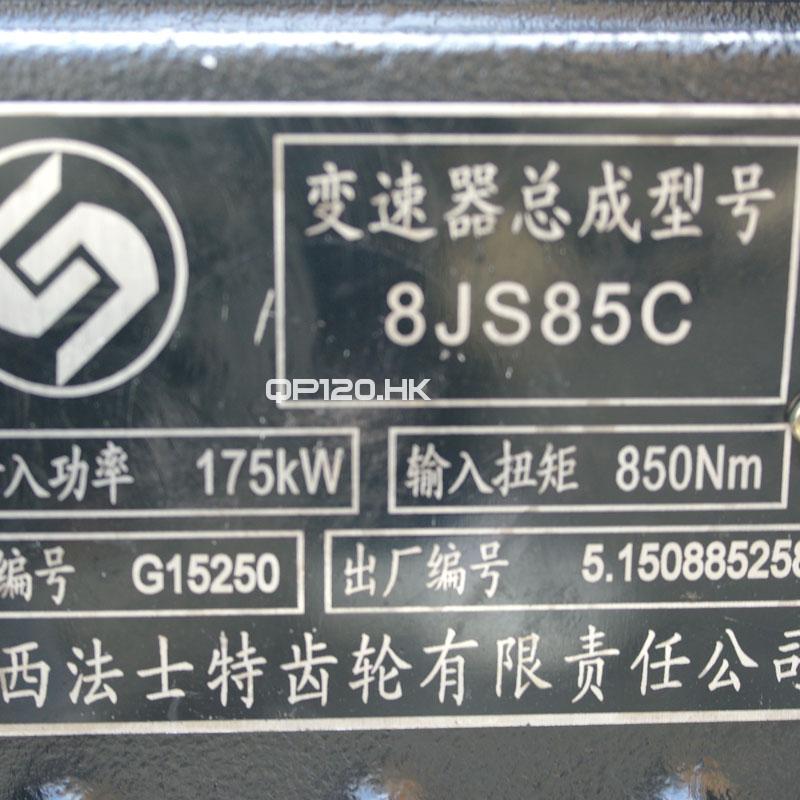 变速器总成型号
8JS85C
QP120.HK
入功率 175kW
输入扭矩 850Nm
编号 G15250
出厂编号 5.150885258
西法士特齿轮有限责任公司